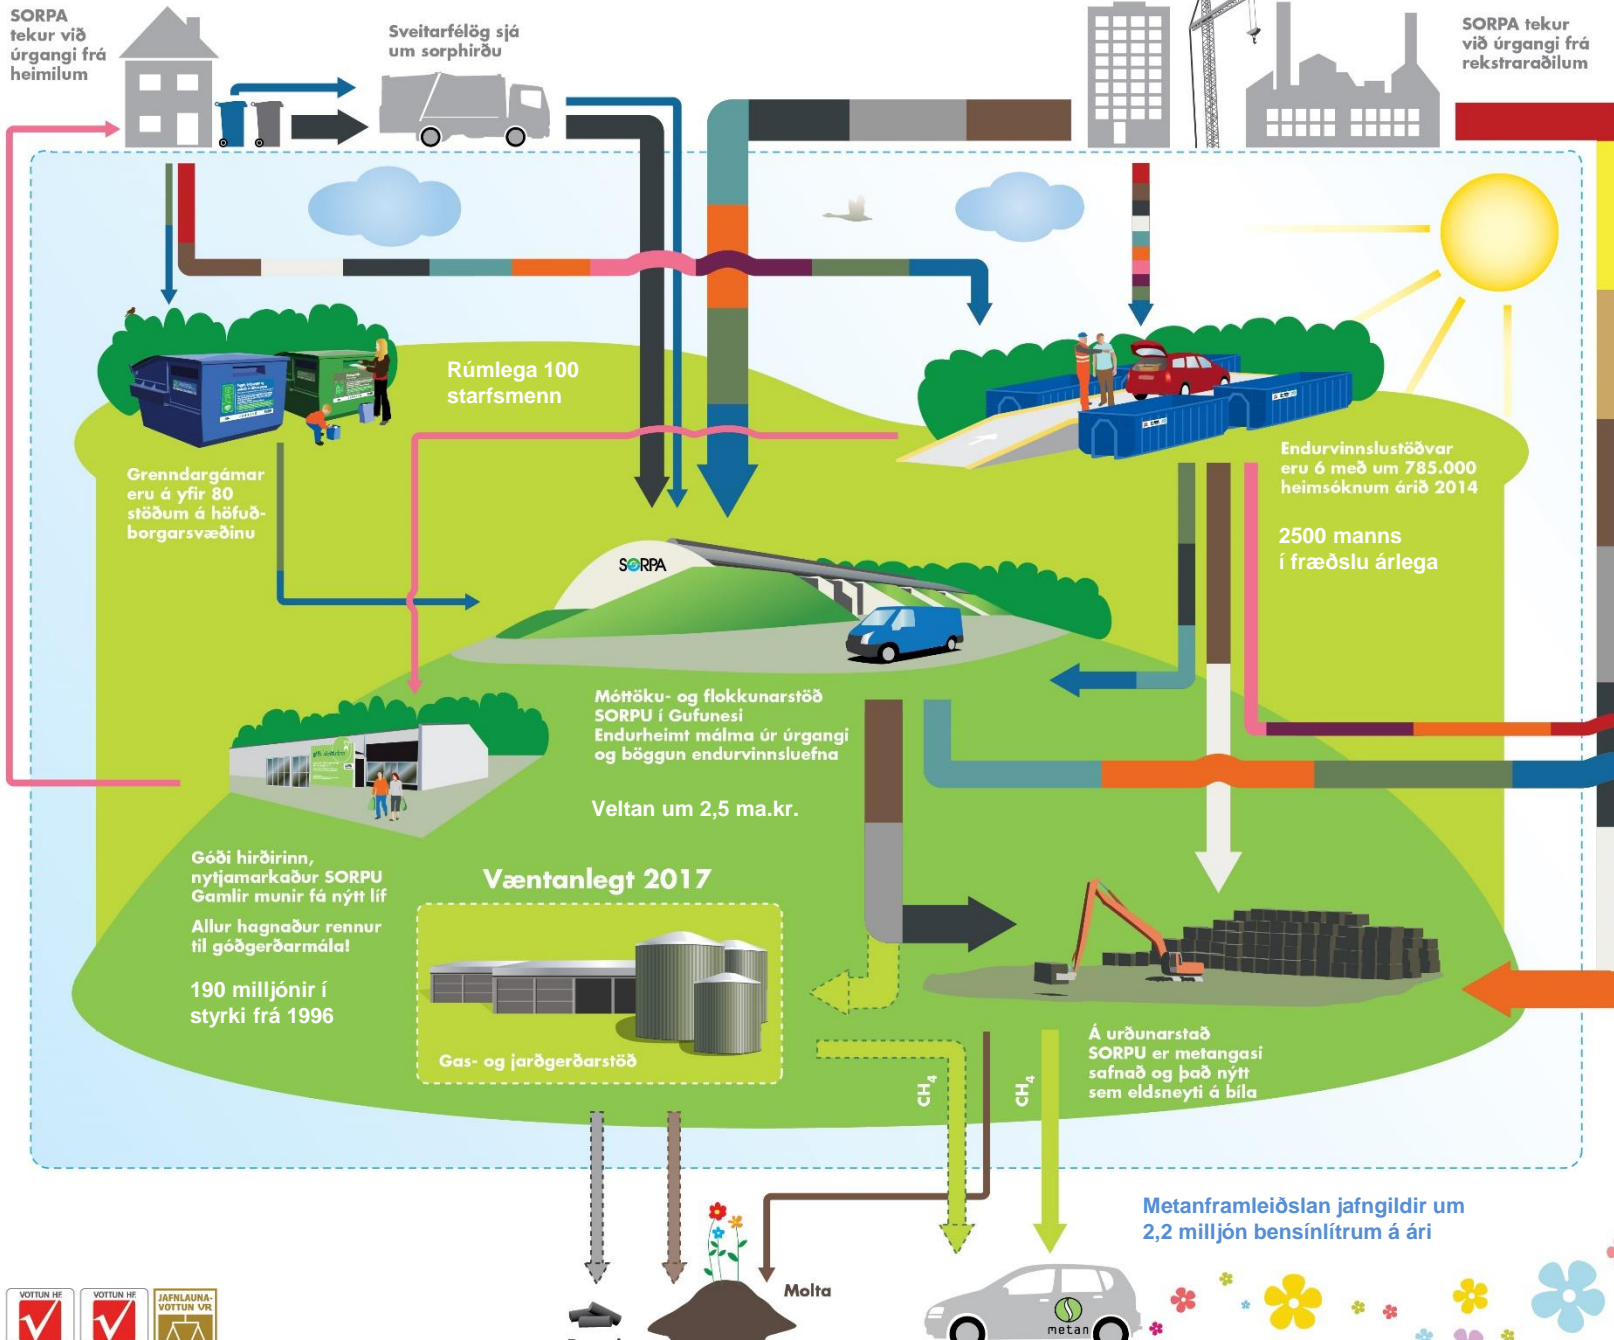 SORPA
tekur við
úrgangi frá
heimilum
Sveitarfélög sjá
um sorphirðu
SORPA tekur
við úrgangi frá
rekstraraðilum
Rúmlega 100
starfsmenn
Grenndargámar
eru á yfir 80
stöðum á höfuð-
borgarsvæðinu
Endurvinnslustöðvar
eru 6 með um 785.000
heimsóknum árið 2014
2500 manns
í fræðslu árlega
SORPA
Móttöku- og flokkunarstöð
SORPU í Gufunesi
Endurheimt málma úr úrgangi
og böggun endurvinnsluefna
Veltan um 2,5 ma.kr.
Góði hirðirinn,
nytjamarkaður SORPU
Gamlir munir fá nýtt líf
Allur hagnaður rennur
til góðgerðarmála!
190 milljónir í
styrki frá 1996
Væntanlegt 2017
Gas- og jarðgerðarstöð
CH4
CH4
Á urðunarstað
SORPU er metangasi
safnað og það nýtt
sem eldsneyti á bíla
Metanframleiðslan jafngildir um
2,2 milljón bensínlítrum á ári
Molta
metan
VOTTUN HF.
VOTTUN HF.
JAFNLAUNA-
VOTTUN VR